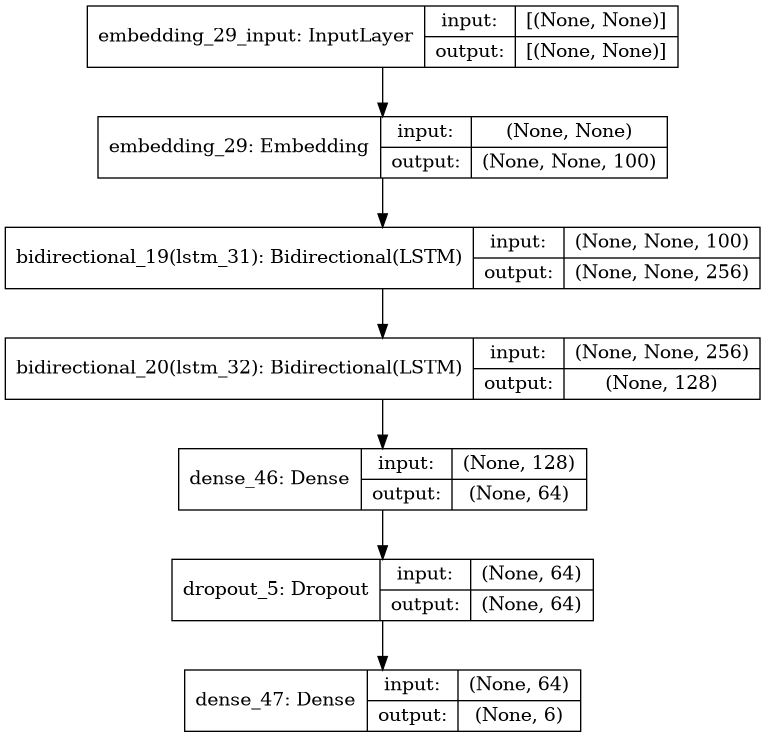 embedding_29_input: InputLayer
input:
[(None, None)]
output:
[(None, None)]
embedding_29: Embedding
input:
(None, None)
output:
(None, None, 100)
bidirectional_19(lstm_31): Bidirectional(LSTM)
input:
(None, None, 100)
output:
(None, None, 256)
bidirectional_20(lstm_32): Bidirectional(LSTM)
input:
(None, None, 256)
output:
(None, 128)
dense_46: Dense
input:
(None, 128)
output:
(None, 64)
dropout_5: Dropout
input:
(None, 64)
output:
(None, 64)
dense_47: Dense
input:
(None, 64)
output:
(None, 6)